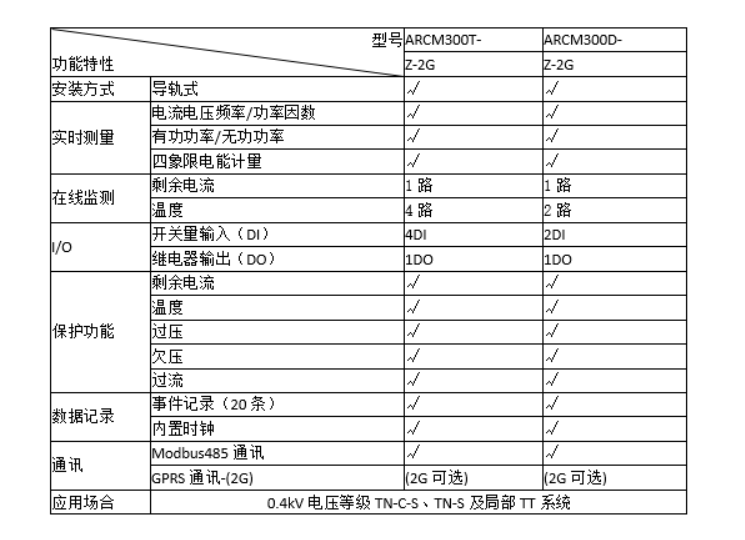 型号 ARCM300T- ARCM300D-
功能特性 Z-2G Z-2G
安装方式 导轨式 √ √
电流电压频率/功率因数 √ √
实时测量 有功功率/无功功率 √ √
四象限电能计量 √ √
在线监测 剩余电流 1 路 1 路
温度 4 路 2 路
I/O 开关量输入（DI） 4DI 2DI
继电器输出（DO） 1DO 1DO
剩余电流 √ √
温度 √ √
保护功能 过压 √ √
欠压 √ √
过流 √ √
数据记录 事件记录（20 条） √ √
内置时钟 √ √
通讯 Modbus485 通讯 √ √
GPRS 通讯-(2G) (2G 可选) (2G 可选)
应用场合 0.4kV 电压等级 TN-C-S、TN-S 及局部 TT 系统